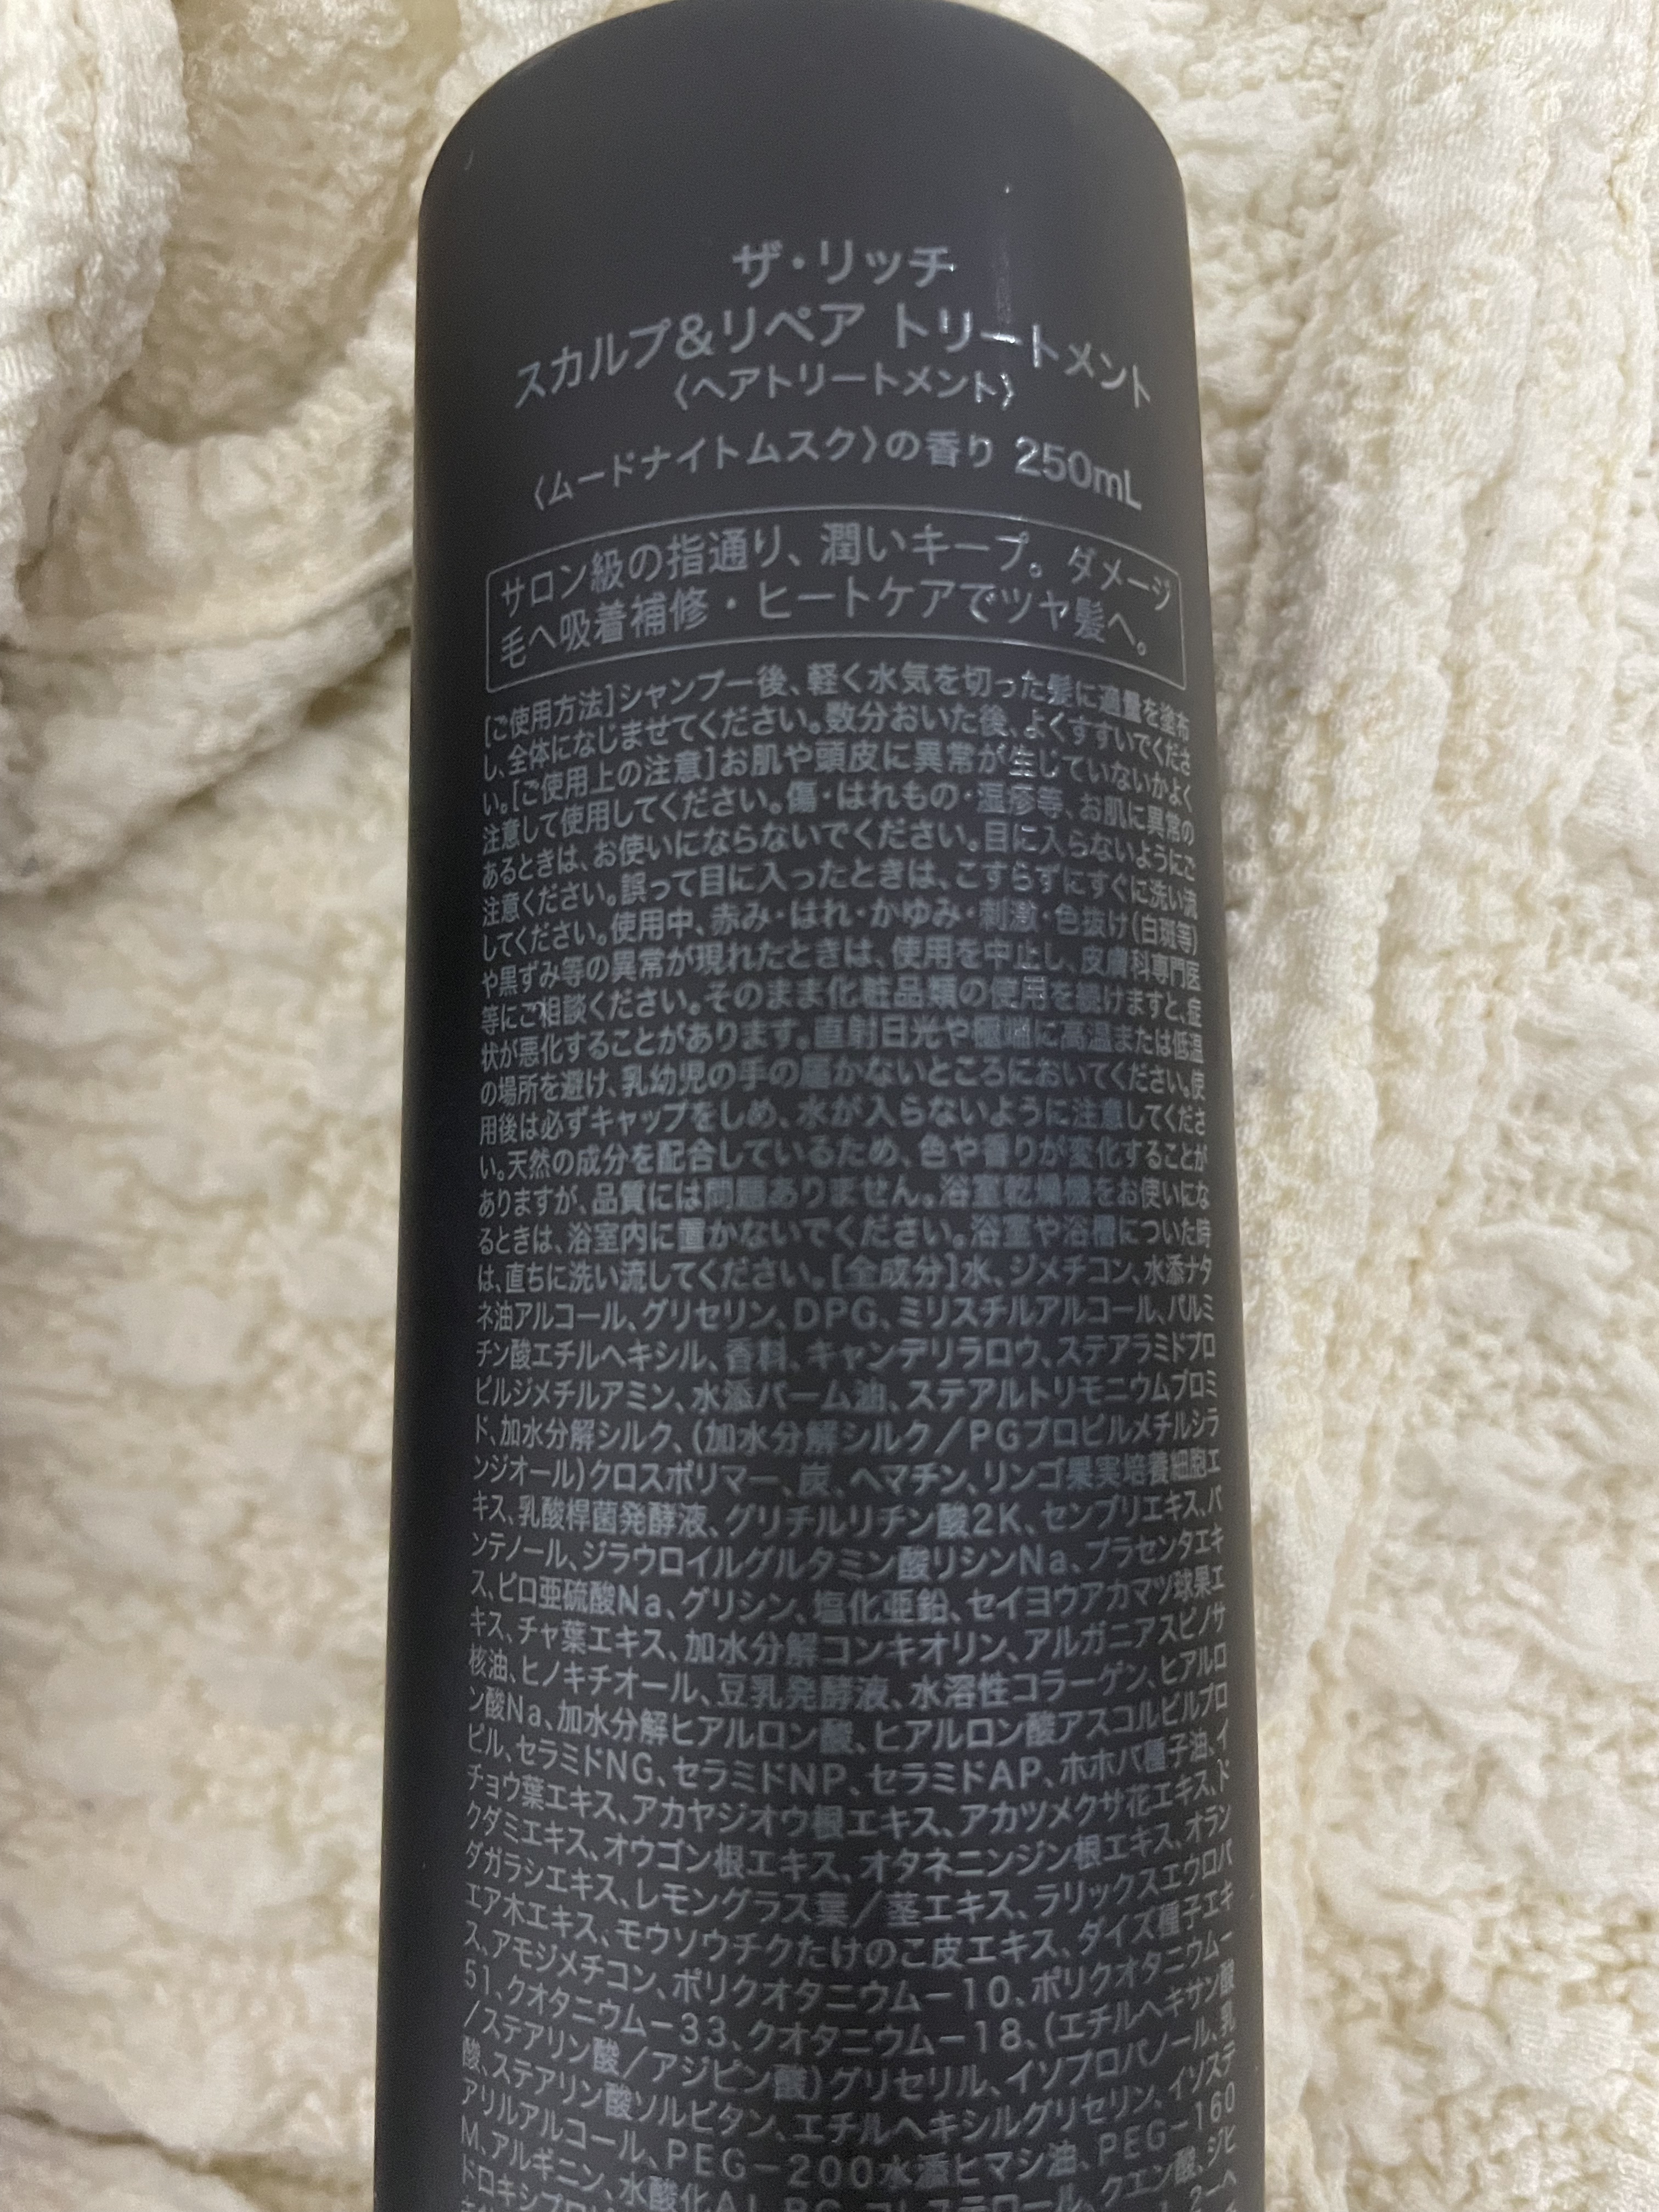 ザ・リッチ
スカルプ&リペア トリートメント
〈ヘアトリートメント〉
〈ムードナイトムスク〉の香り 250mL
サロン級の指通り、潤いキープ。ダメージ
毛へ吸着補修・ヒートケアでツヤ髪へ。
[ご使用方法]シャンプー後、軽く水気を切った髪に適量を塗布
し、全体になじませてください。数分おいた後、よくすすいでくださ
い。[ご使用上の注意]お肌や頭皮に異常が生じていないかよく
注意して使用してください。傷・はれもの・湿疹等、お肌に異常の
あるときは、お使いにならないでください。目に入らないようにご
注意ください。誤って目に入ったときは、こすらずにすぐに洗い流
してください。使用中、赤み・はれ・かゆみ・刺激・色抜け(白斑等)
や黒ずみ等の異常が現れたときは、使用を中止し、皮膚科専門医
等にご相談ください。そのまま化粧品類の使用を続けますと、症
状が悪化することがあります。直射日光や極端に高温または低温
の場所を避け、乳幼児の手の届かないところにおいてください。使
用後は必ずキャップをしめ、水が入らないように注意してくださ
い。天然の成分を配合しているため、色や香りが変化することが
ありますが、品質には問題ありません。浴室乾燥機をお使いにな
るときは、浴室内に置かないでください。浴室や浴槽についた時
は、直ちに洗い流してください。[全成分]水、ジメチコン、水添ナタ
ネ油アルコール、グリセリン、DPG、ミリスチルアルコール、パルミ
チン酸エチルヘキシル、香料、キャンデリラロウ、ステアラミドプロ
ピルジメチルアミン、水添パーム油、ステアルトリモニウムブロミ
ド、加水分解シルク、(加水分解シルク/PGプロピルメチルシラ
ンジオール)クロスポリマー、炭、ヘマチン、リンゴ果実培養細胞エ
キス、乳酸桿菌発酵液、グリチルリチン酸2K、センブリエキス、パ
ンテノール、ジラウロイルグルタミン酸リシンNa、プラセンタエキ
ス、ピロ亜硫酸Na、グリシン、塩化亜鉛、セイヨウアカマツ球果エ
キス、チャ葉エキス、加水分解コンキオリン、アルガニアスピノサ
核油、ヒノキチオール、豆乳発酵液、水溶性コラーゲン、ヒアルロ
ン酸Na、加水分解ヒアルロン酸、ヒアルロン酸アスコルビルプロ
ピル、セラミドNG、セラミドNP、セラミドAP、ホホバ種子油、イ
チョウ葉エキス、アカヤジオウ根エキス、アカツメクサ花エキス、ド
クダミエキス、オウゴン根エキス、オタネニンジン根エキス、オラン
ダガラシエキス、レモングラス葉/茎エキス、ラリックスエウロパ
エア木エキス、モウソウチクたけのこ皮エキス、ダイズ種子エキ
ス、アモジメチコン、ポリクオタニウム-10、ポリクオタニウム-
51、クオタニウム-33、クオタニウム-18、(エチルヘキサン酸
/ステアリン酸/アジピン酸)グリセリル、イソプロパノール、乳
酸、ステアリン酸ソルビタン、エチルヘキシルグリセリン、イソステ
アリルアルコール、PEG-200水添ヒマシ油、PEG-160
M、アルギニン、水酸化Al、BG、コレステロール、クエン酸、ジヒ